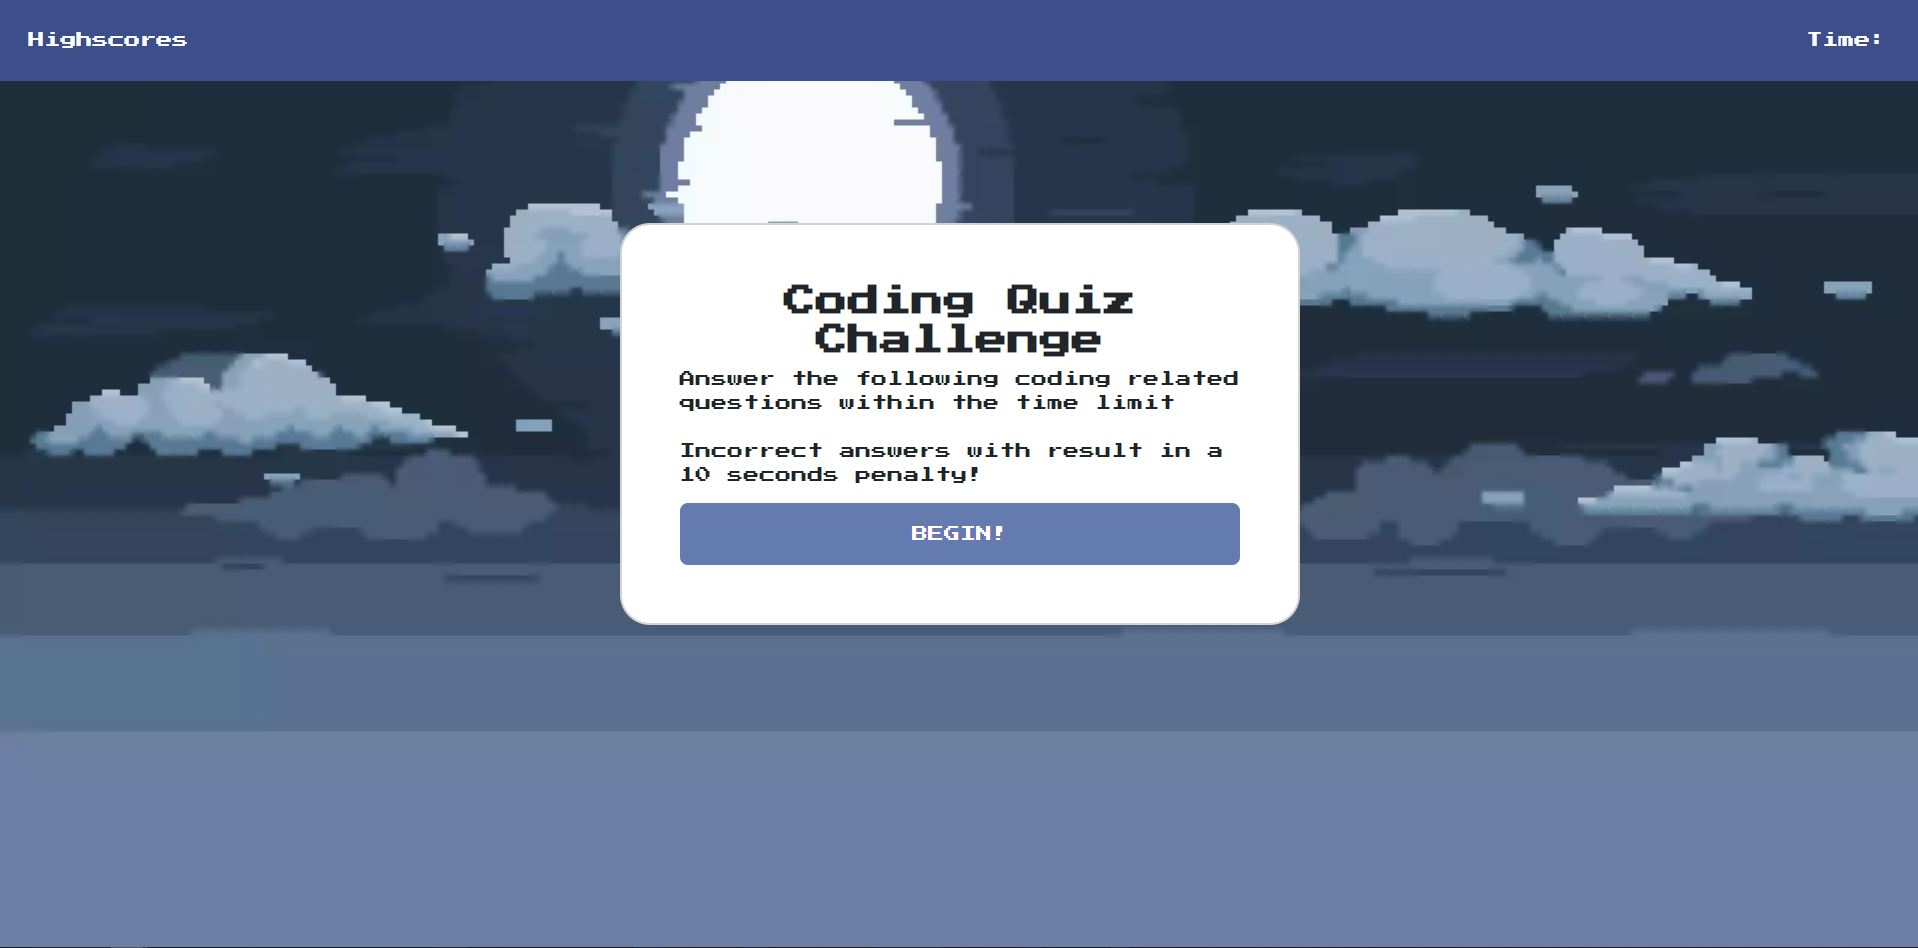 Highscores
Time:
Coding Quiz
Challenge
Answer the following coding related
questions within the time limit
Incorrect answers with result in a
10 seconds penalty!
BEGIN!